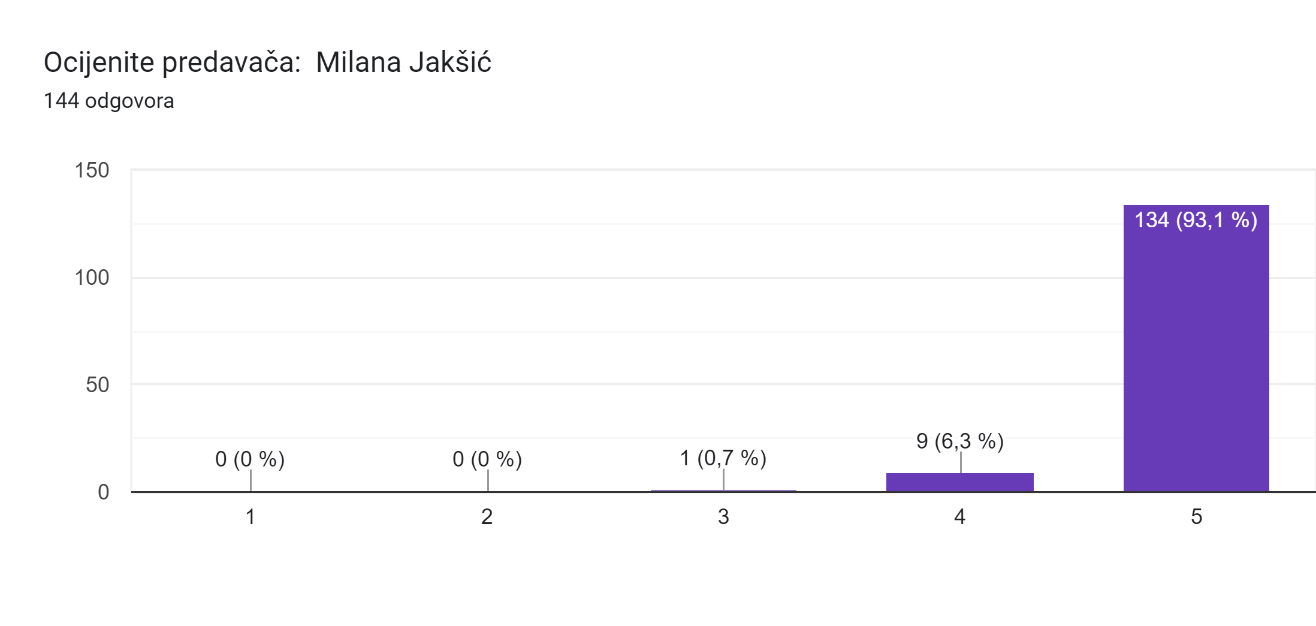 Ocijenite predavača:  Milana Jakšić
144 odgovora
150
100
50
0
0 (0 %)
0 (0 %)
1 (0,7 %)
9 (6,3 %)
134 (93,1 %)
1
2
3
4
5